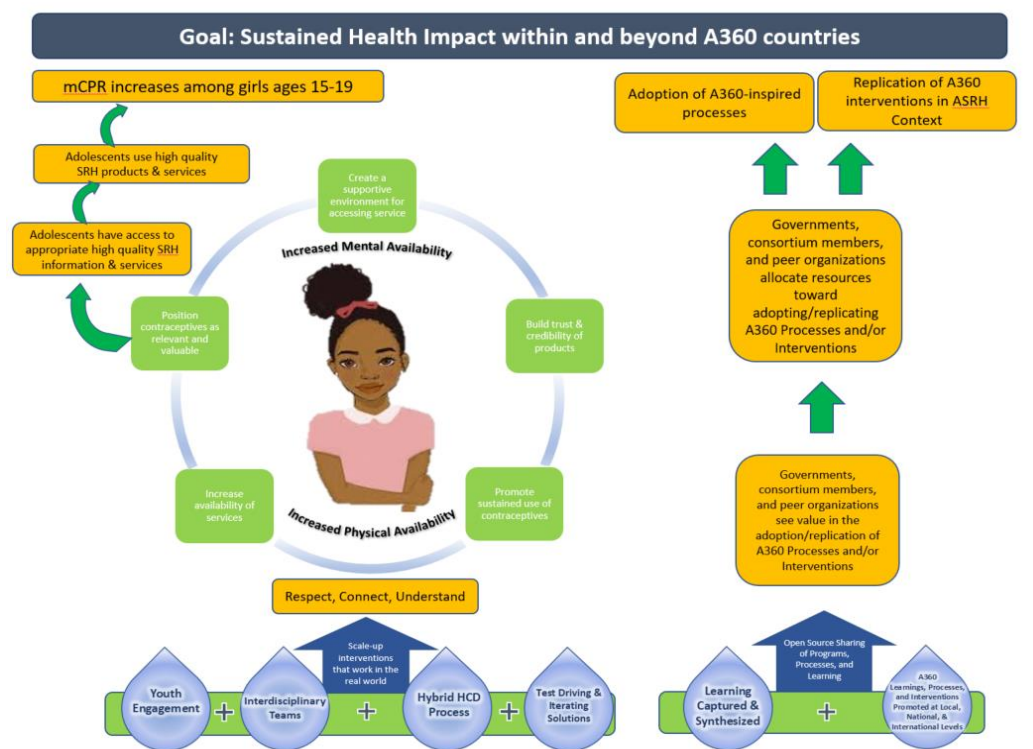 Goal: Sustained Health Impact within and beyond A360 countries
mCPR increases among girls ages 15-19
Adolescents use high quality
SRH products & services
Adolescents have access to
appropriate high quality SRH
information & services
Create a
supportive
environment for
accessing service
Increased Mental Availability
Position
contraceptives as
relevant and
valuable
Build trust &
credibility of
products
Increase
availability of
services
Promote
sustained use of
contraceptives
Increased Physical Availability
Respect, Connect, Understand
Scale-up
interventions
that work in the
real world
Youth
Engagement
+
Interdisciplinary
Teams
+
Hybrid HCD
Process
+
Test Driving &
Iterating
Solutions
Adoption of A360-inspired
processes
Replication of A360
interventions in ASRH
Context
Governments,
consortium members,
and peer organizations
allocate resources
toward
adopting/replicating
A360 Processes and/or
Interventions
Governments,
consortium members,
and peer organizations
see value in the
adoption/replication of
A360 Processes and/or
Interventions
Open Source Sharing
of Programs,
Processes, and
Learning
Learning
Captured &
Synthesized
+
A360
Learnings, Processes,
and Interventions
Promoted at Local,
National, &
International Levels